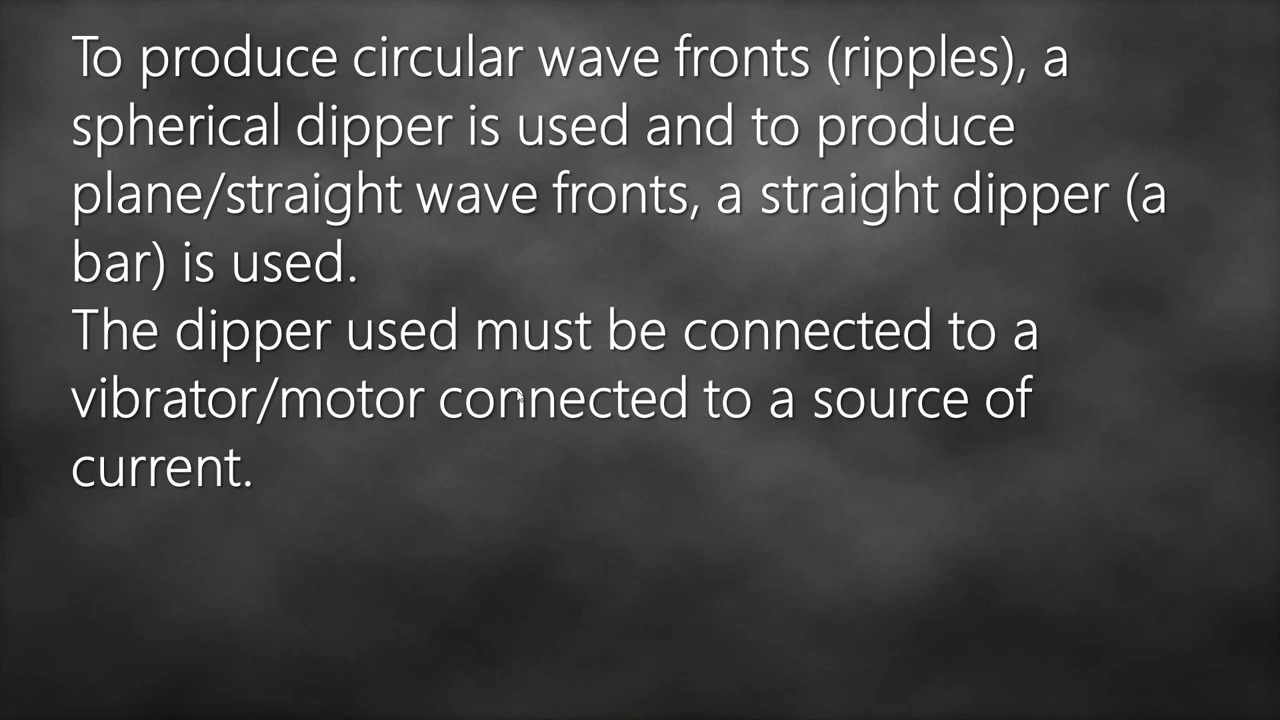 To produce circular wave fronts (ripples), a
spherical dipper is used and to produce
plane/straight wave fronts, a straight dipper (a
bar) is used.
The dipper used must be connected to a
vibrator/motor connected to a source of
current.